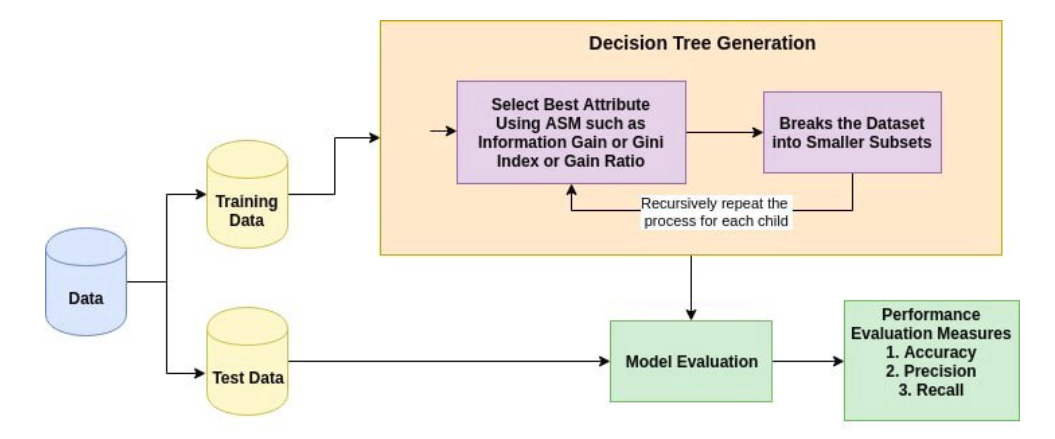 Decision Tree Generation
Select Best Attribute
Using ASM such as
Information Gain or Gini
Index or Gain Ratio
Breaks the Dataset
into Smaller Subsets
Recursively repeat the
process for each child
Training
Data
Data
Test Data
Model Evaluation
Performance
Evaluation Measures
1. Accuracy
2. Precision
3. Recall